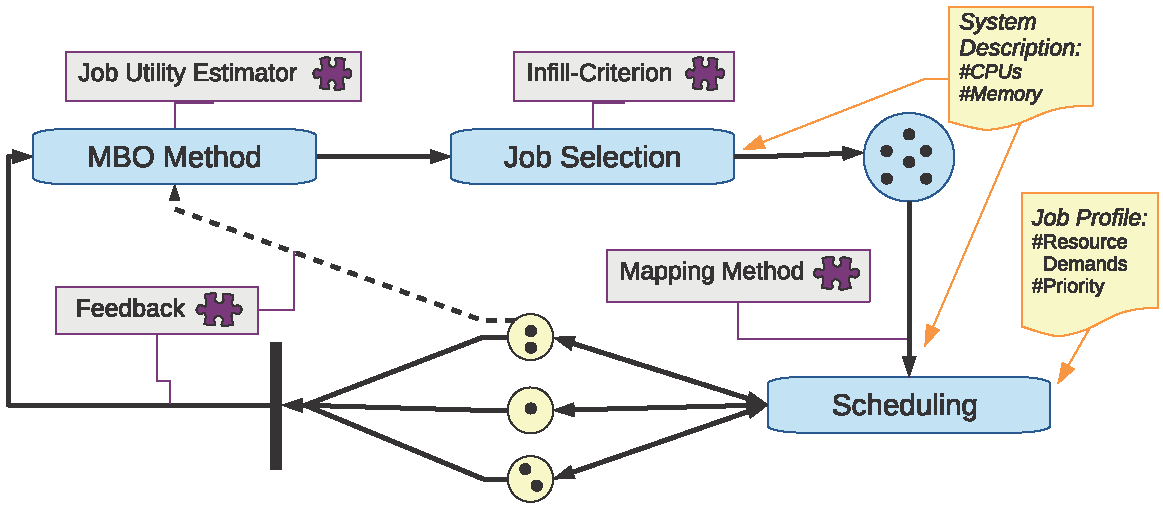 Job Utility Estimator
Infill-Criterion
System
Description:
#CPUs
#Memory
MBO Method
Job Selection
Job Profile:
#Resource
Demands
#Priority
Mapping Method
Feedback
Scheduling